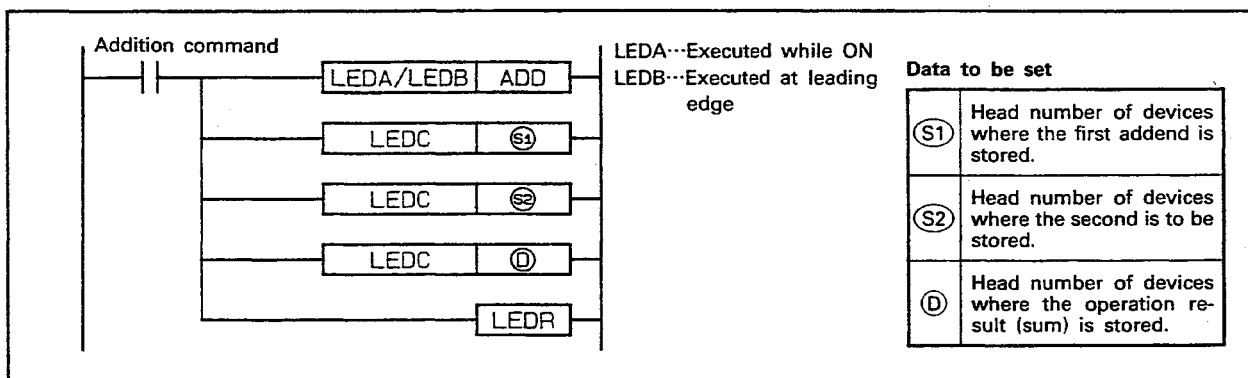 Addition command
LEDA/LEDB ADD
LEDC S1
LEDC S2
LEDC D
LEDR
LEDA···Executed while ON
LEDB···Executed at leading
edge
Data to be set
S1 Head number of devices
where the first addend is
stored.
S2 Head number of devices
where the second is to be
stored.
D Head number of devices
where the operation re-
sult (sum) is stored.